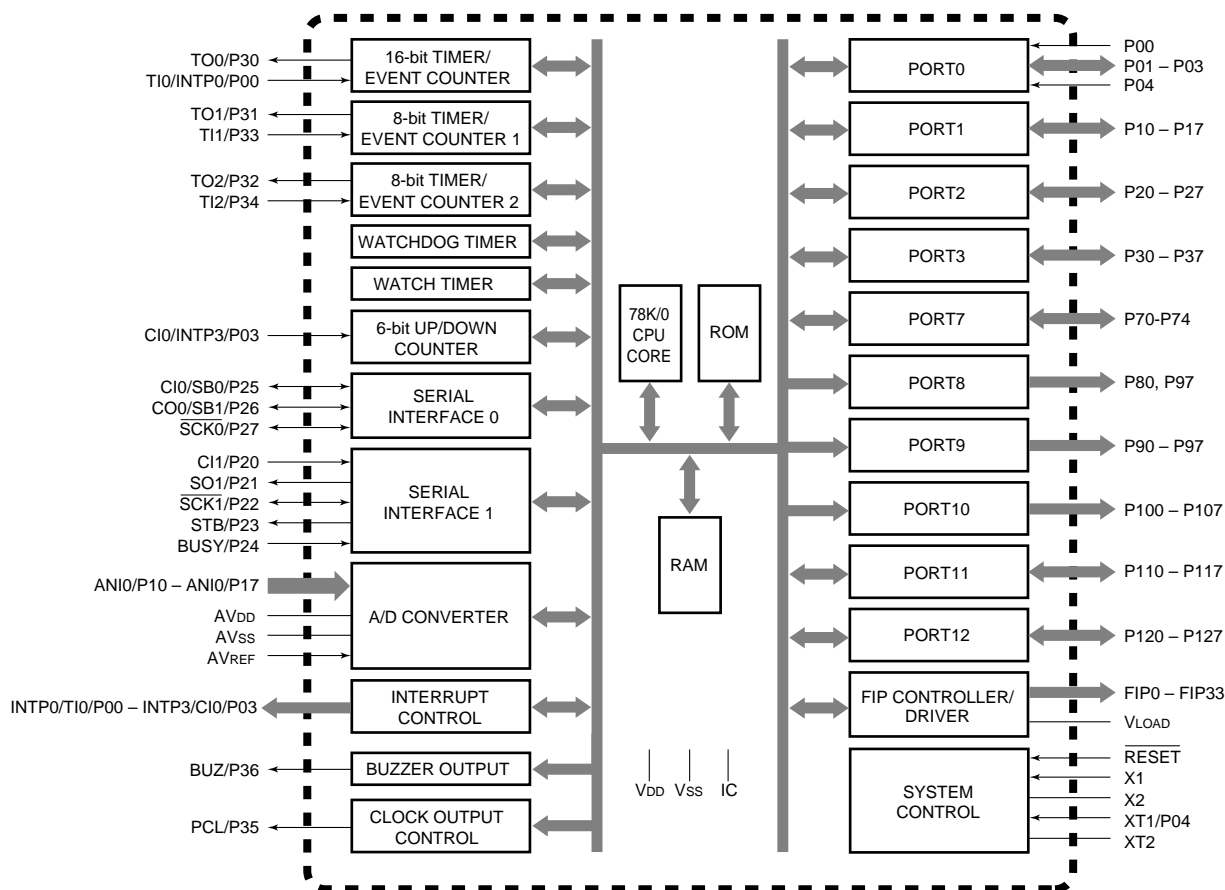 TO0/P30
TI0/INTP0/P00
16-bit TIMER/
EVENT COUNTER
TO1/P31
TI1/P33
8-bit TIMER/
EVENT COUNTER 1
TO2/P32
TI2/P34
8-bit TIMER/
EVENT COUNTER 2
WATCHDOG TIMER
WATCH TIMER
CI0/INTP3/P03
6-bit UP/DOWN
COUNTER
CI0/SB0/P25
CO0/SB1/P26
SCK0/P27
SERIAL
INTERFACE 0
CI1/P20
SO1/P21
SCK1/P22
STB/P23
BUSY/P24
SERIAL
INTERFACE 1
ANI0/P10 – ANI0/P17
AVDD
AVSS
AVREF
A/D CONVERTER
INTP0/TI0/P00 – INTP3/CI0/P03
INTERRUPT
CONTROL
BUZ/P36
BUZZER OUTPUT
PCL/P35
CLOCK OUTPUT
CONTROL
78K/0
CPU
CORE
ROM
RAM
VDD VSS IC
PORT0
P00
P01 – P03
P04
PORT1
P10 – P17
PORT2
P20 – P27
PORT3
P30 – P37
PORT7
P70-P74
PORT8
P80, P97
PORT9
P90 – P97
PORT10
P100 – P107
PORT11
P110 – P117
PORT12
P120 – P127
FIP CONTROLLER/
DRIVER
FIP0 – FIP33
VLOAD
SYSTEM
CONTROL
RESET
X1
X2
XT1/P04
XT2